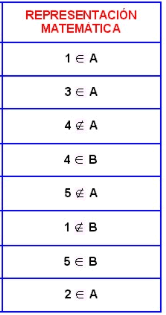 REPRESENTACIÓN
MATEMÁTICA
1 ∈ A
3 ∈ A
4 ∉ A
4 ∈ B
5 ∉ A
1 ∉ B
5 ∈ B
2 ∈ A